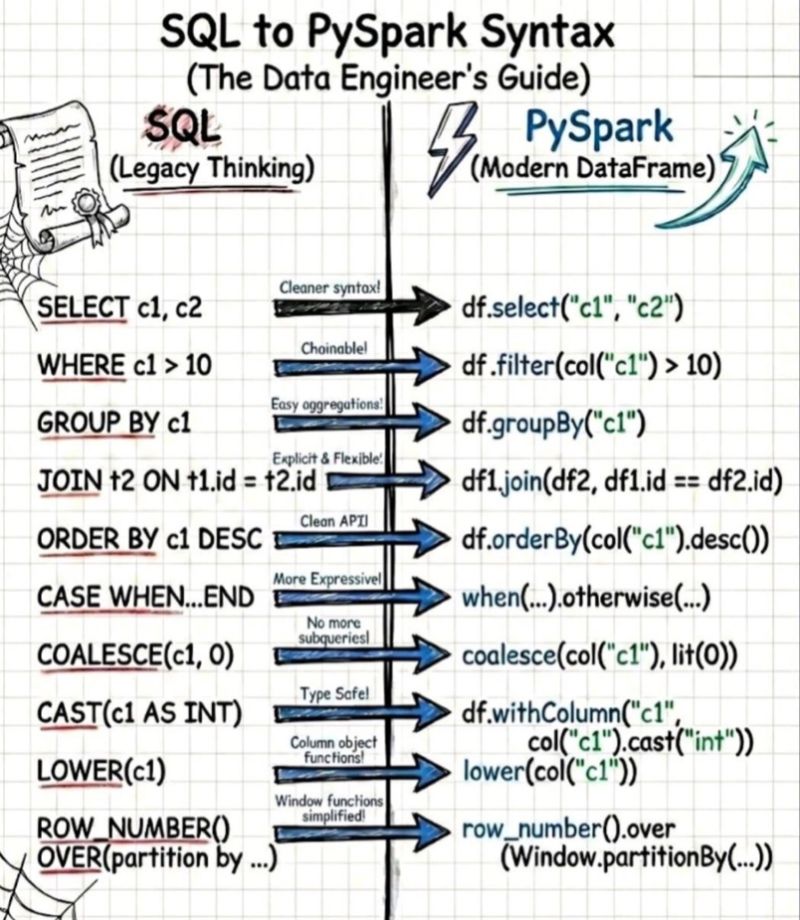 SQL to PySpark Syntax
(The Data Engineer's Guide)
SQL
(Legacy Thinking)
PySpark
(Modern DataFrame)
SELECT c1, c2
Cleaner syntax!
df.select("c1", "c2")
WHERE c1 > 10
Chainable!
df.filter(col("c1") > 10)
GROUP BY c1
Easy aggregations!
df.groupBy("c1")
JOIN t2 ON t1.id = t2.id
Explicit & Flexible!
df1.join(df2, df1.id == df2.id)
ORDER BY c1 DESC
Clean API!
df.orderBy(col("c1").desc())
CASE WHEN...END
More Expressive!
when(...).otherwise(...)
COALESCE(c1, 0)
No more
subqueries!
coalesce(col("c1"), lit(0))
CAST(c1 AS INT)
Type Safe!
df.withColumn("c1",
col("c1").cast("int"))
LOWER(c1)
Column object
functions!
lower(col("c1"))
ROW_NUMBER()
OVER(partition by ...)
Window functions
simplified!
row_number().over
(Window.partitionBy(...))